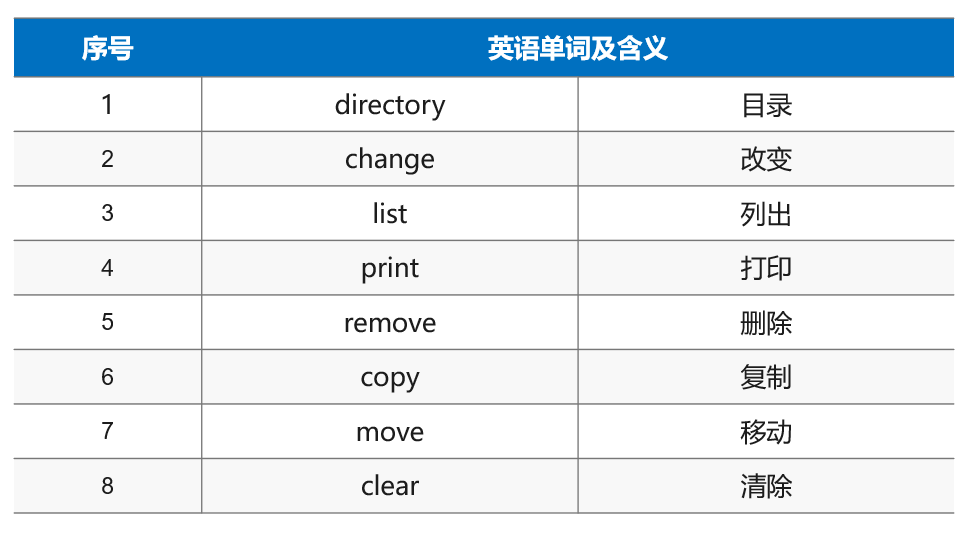 序号 英语单词及含义
1 directory 目录
2 change 改变
3 list 列出
4 print 打印
5 remove 删除
6 copy 复制
7 move 移动
8 clear 清除